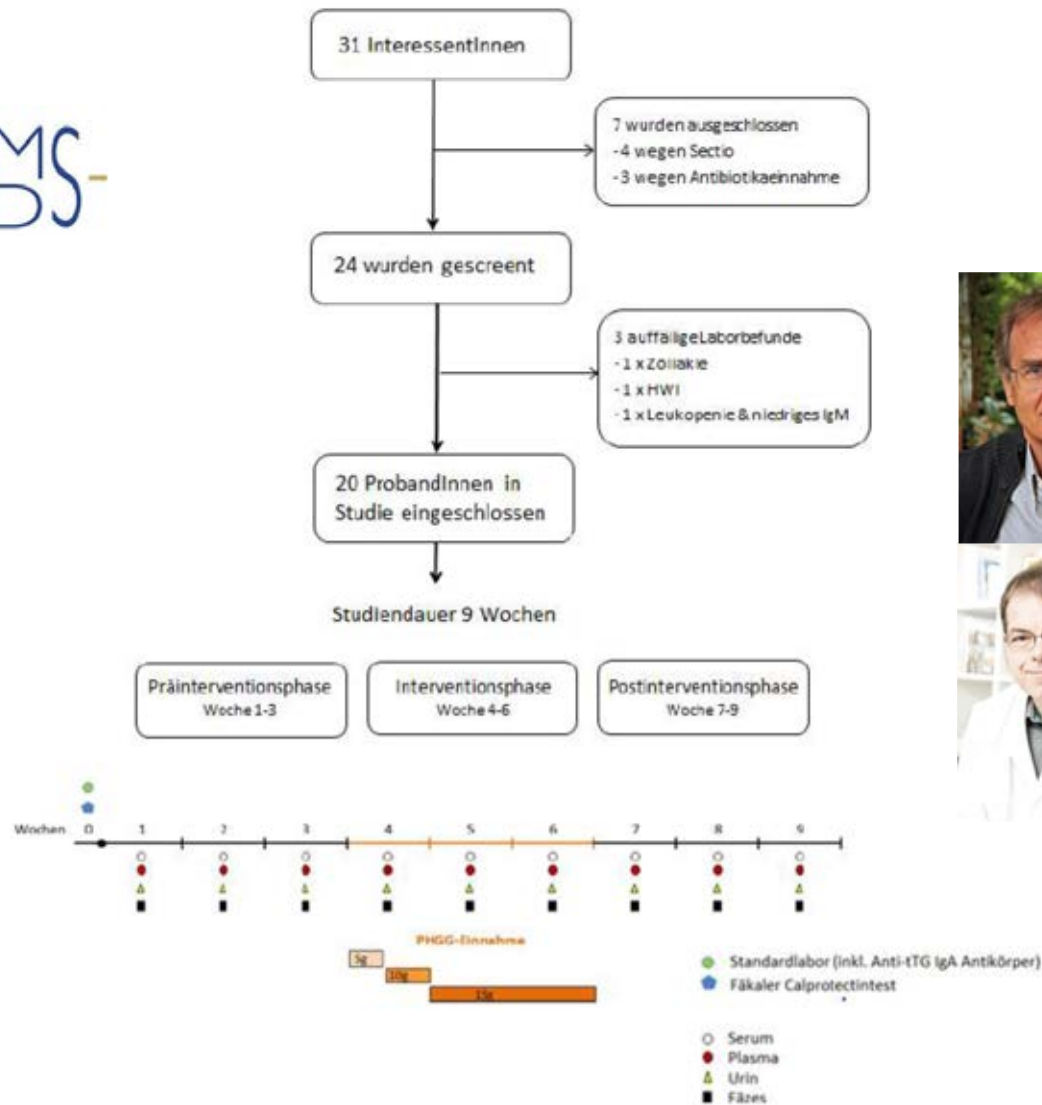 31 InteressentInnen
MS-
7 wurden ausgeschlossen
-4 wegen Sectio
-3 wegen Antibiotikaeinnahme
24 wurden gescreent
3 auffällige Laborbefunde
-1 x Zöliakie
-1 x HWI
-1 x Leukopenie & niedriges IgM
20 ProbandInnen in
Studie eingeschlossen
Studiendauer 9 Wochen
Präinterventionsphase
Woche 1-3
Interventionsphase
Woche 4-6
Postinterventionsphase
Woche 7-9
Wochen 0 1 2 3 4 5 6 7 8 9
PHGG-Einnahme
5g
10g
15g
Standardlabor (inkl. Anti-tTG IgA Antikörper)
Fäkaler Calprotectintest
Serum
Plasma
Urin
Fäzes